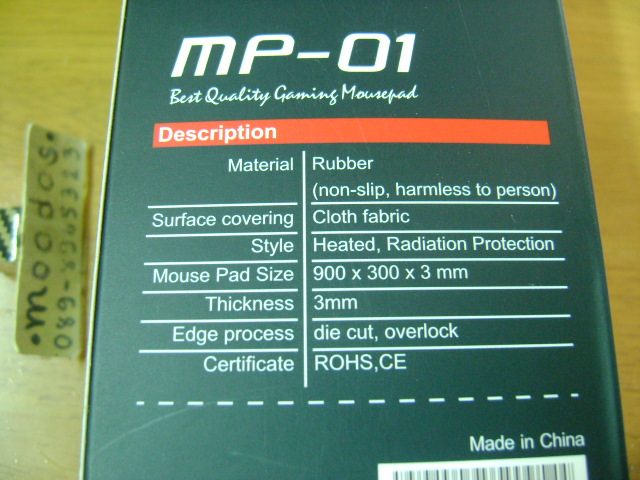 MP-01
Best Quality Gaming Mousepad
Description
Material Rubber
(non-slip, harmless to person)
Surface covering Cloth fabric
Style Heated, Radiation Protection
Mouse Pad Size 900 x 300 x 3 mm
Thickness 3mm
Edge process die cut, overlock
Certificate ROHS,CE
Made in China
•moodos•